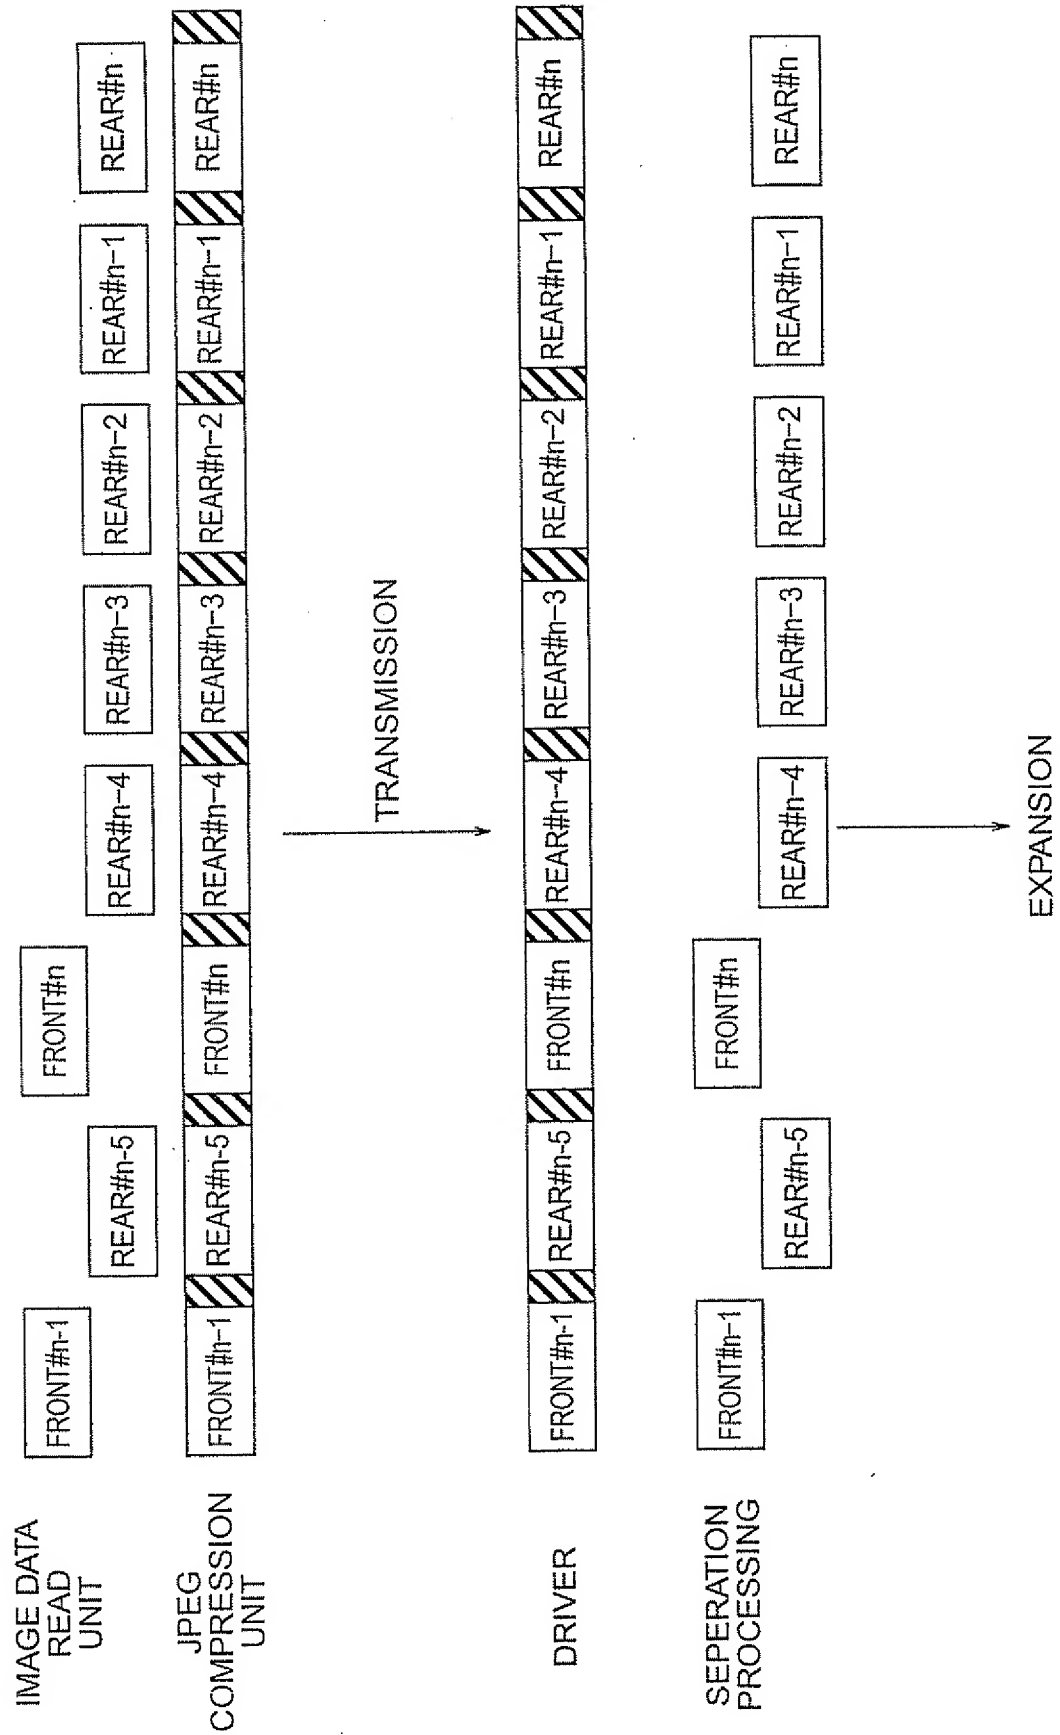 IMAGE DATA
READ
UNIT
FRONT#n-1
REAR#n-5
FRONT#n
REAR#n-4
REAR#n-3
REAR#n-2
REAR#n-1
REAR#n
JPEG
COMPRESSION
UNIT
FRONT#n-1
REAR#n-5
FRONT#n
REAR#n-4
REAR#n-3
REAR#n-2
REAR#n-1
REAR#n
TRANSMISSION
DRIVER
FRONT#n-1
REAR#n-5
FRONT#n
REAR#n-4
REAR#n-3
REAR#n-2
REAR#n-1
REAR#n
SEPERATION
PROCESSING
FRONT#n-1
REAR#n-5
FRONT#n
REAR#n-4
REAR#n-3
REAR#n-2
REAR#n-1
REAR#n
EXPANSION